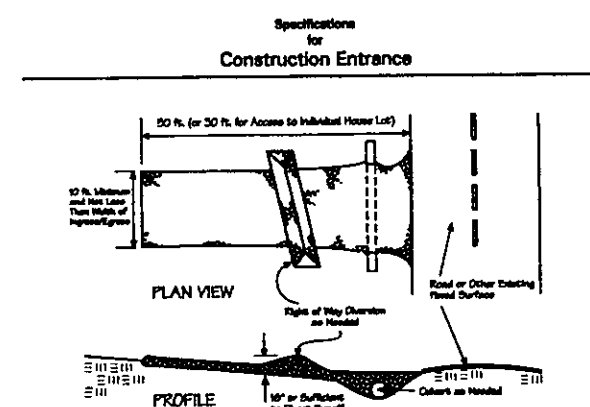 Specifications
for
Construction Entrance
50 ft. (or 30 ft. for Access to Individual House Lot)
10 ft. Minimum
and Not Less
Than Width of
Ingress/Egress
PLAN VIEW
Right of Way Diversion
as Needed
Road or Other Existing
Paved Surface
PROFILE
Culvert as Needed
or Sufficient